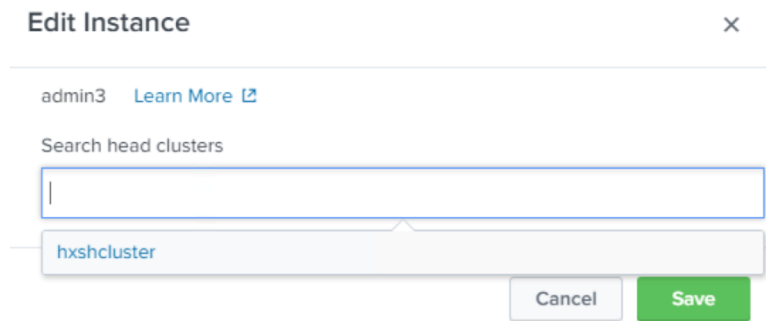 Edit Instance
admin3 Learn More
Search head clusters
hxshcluster
Cancel Save